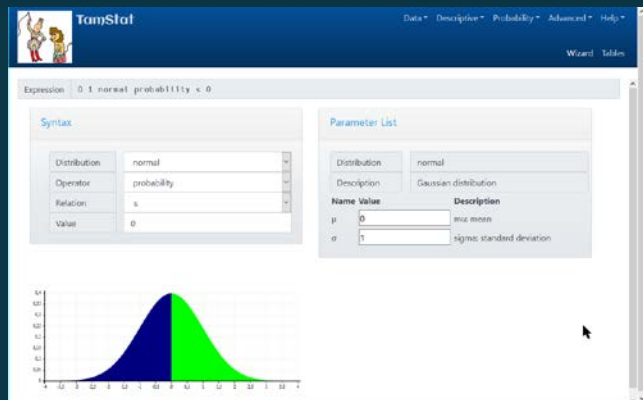 TamStat
Data Descriptive Probability Advanced Help
Wizard Tables
Expression 0 1 normal probability ≤ 0
Syntax
Distribution normal
Operator probability
Relation ≤
Value 0
Parameter List
Distribution normal
Description Gaussian distribution
Name Value Description
μ 0 mu: mean
σ 1 sigma: standard deviation